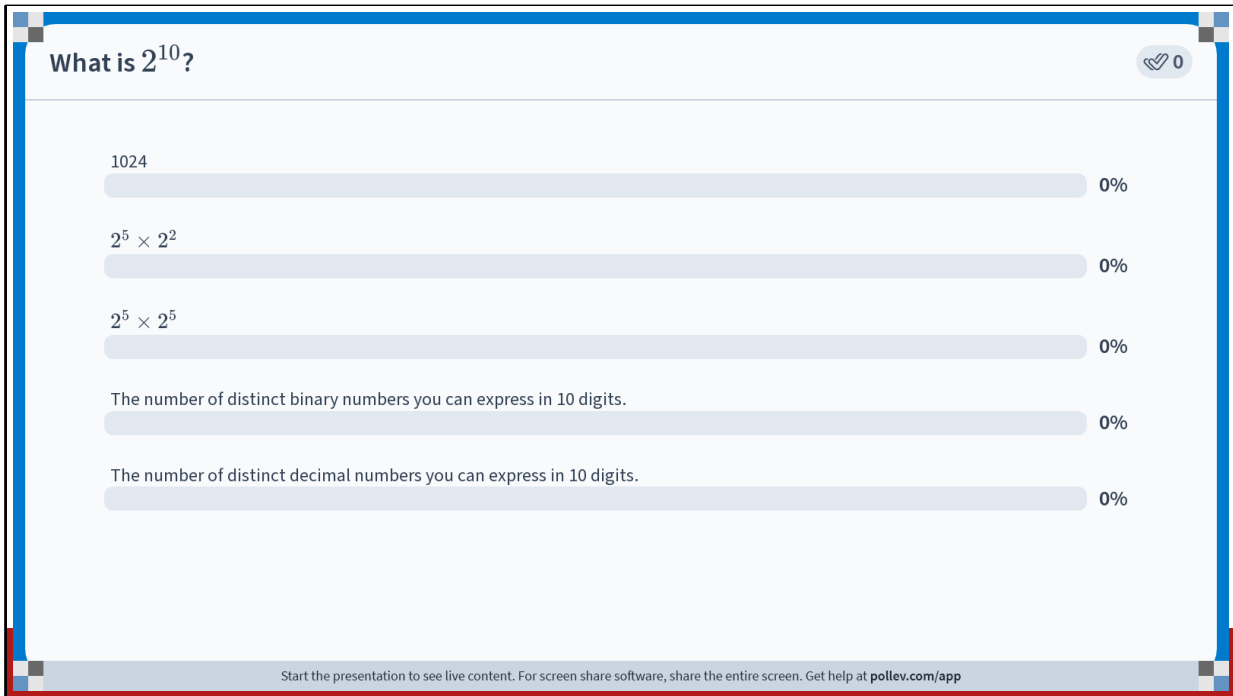 What is 2^10?
0
1024
0%
2^5 × 2^2
0%
2^5 × 2^5
0%
The number of distinct binary numbers you can express in 10 digits.
0%
The number of distinct decimal numbers you can express in 10 digits.
0%
Start the presentation to see live content. For screen share software, share the entire screen. Get help at pollev.com/app